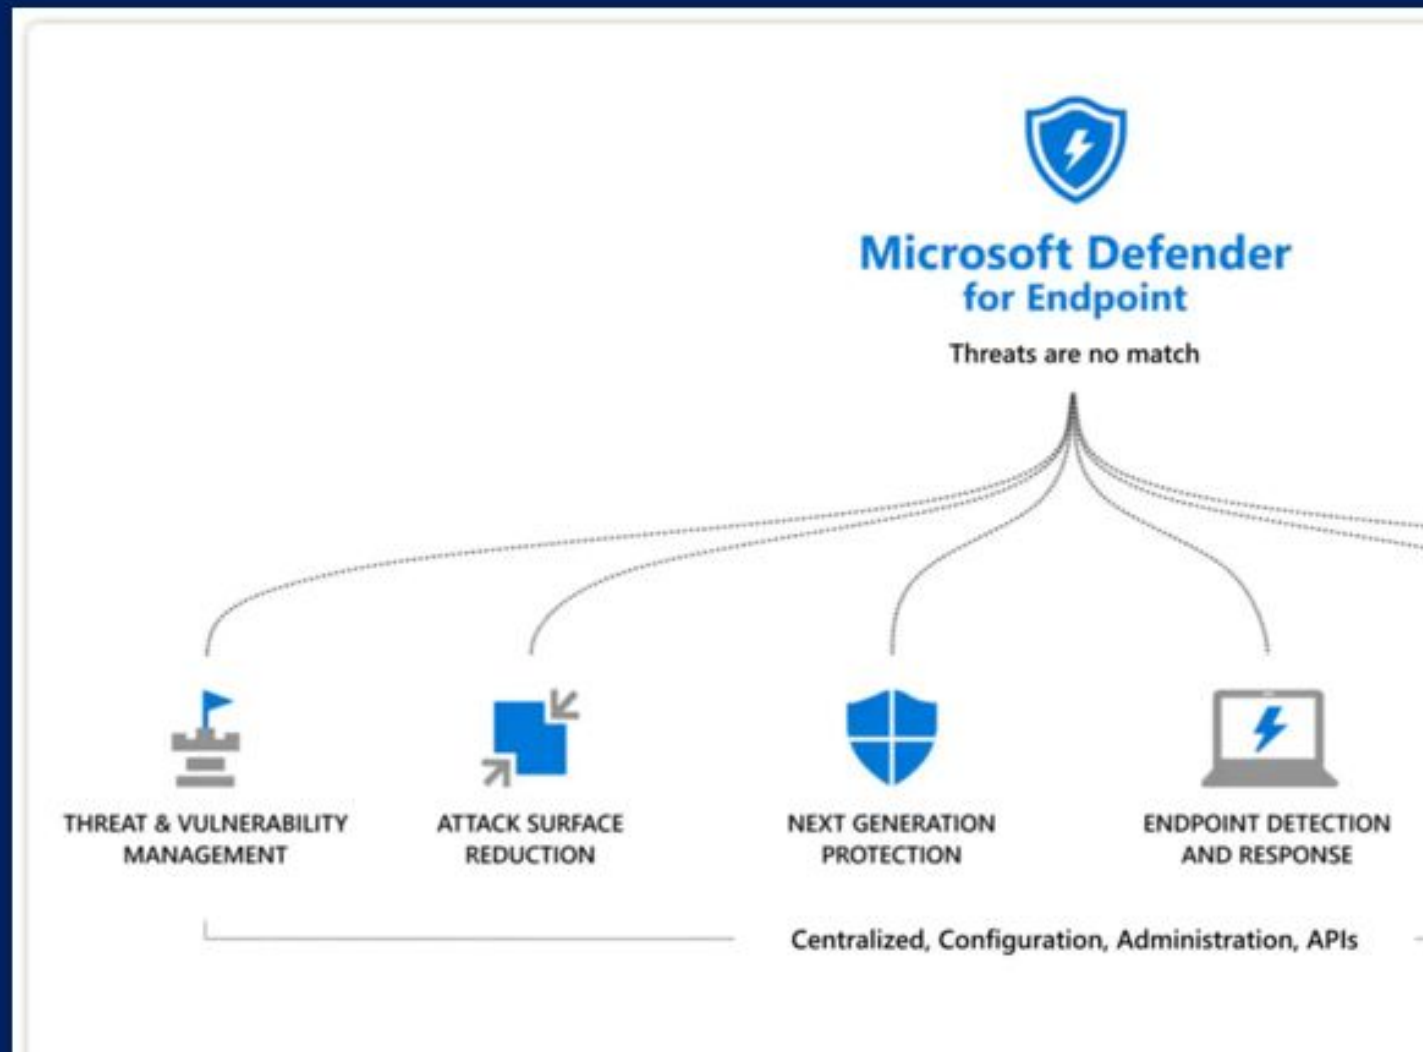 Microsoft Defender
for Endpoint
Threats are no match
THREAT & VULNERABILITY
MANAGEMENT
ATTACK SURFACE
REDUCTION
NEXT GENERATION
PROTECTION
ENDPOINT DETECTION
AND RESPONSE
Centralized, Configuration, Administration, APIs